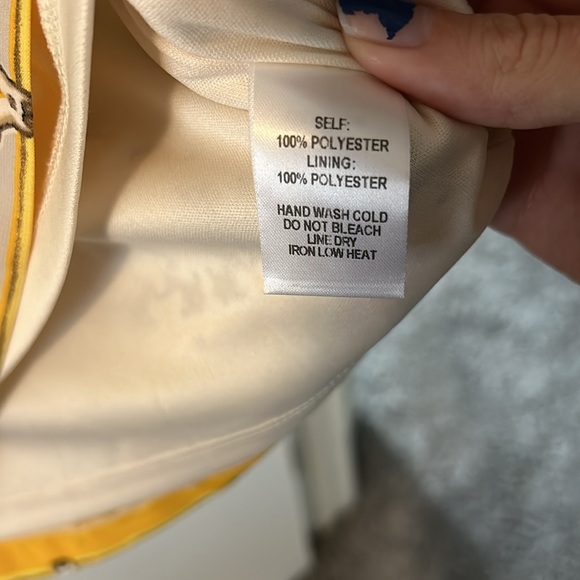 SELF:
100% POLYESTER
LINING:
100% POLYESTER
HAND WASH COLD
DO NOT BLEACH
LINE DRY
IRON LOW HEAT